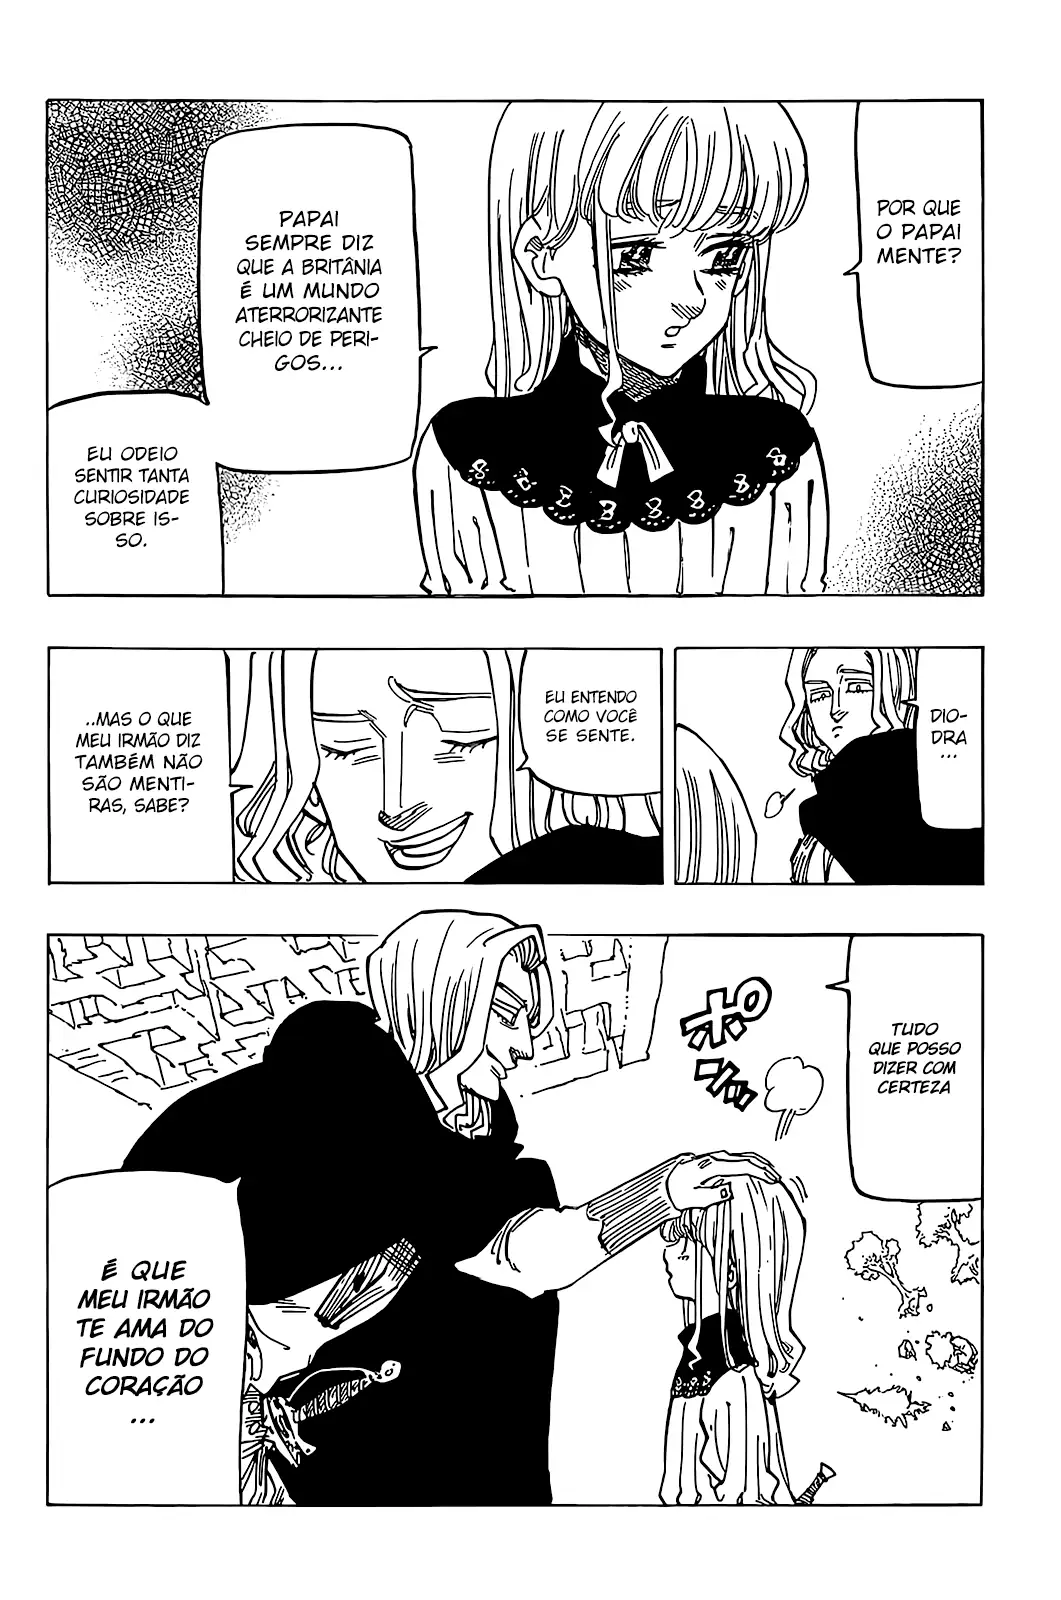 POR QUE
O PAPAI
MENTE?
PAPAI
SEMPRE DIZ
QUE A BRITÂNIA
É UM MUNDO
ATERRORIZANTE
CHEIO DE PERI-
GOS...
EU ODEIO
SENTIR TANTA
CURIOSIDADE
SOBRE IS-
SO.
DIO-
DRA
...
EU ENTENDO
COMO VOCÊ
SE SENTE.
..MAS O QUE
MEU IRMÃO DIZ
TAMBÉM NÃO
SÃO MENTI-
RAS, SABE?
TUDO
QUE POSSO
DIZER COM
CERTEZA
É QUE
MEU IRMÃO
TE AMA DO
FUNDO DO
CORAÇÃO
...